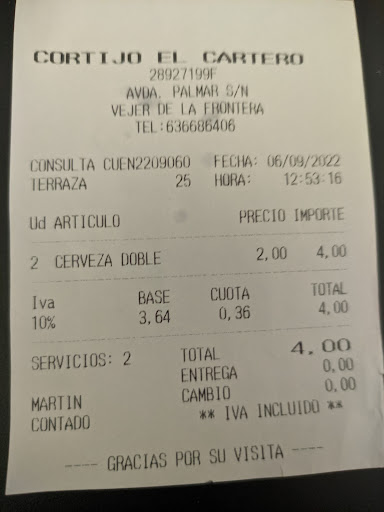 CORTIJO EL CARTERO
28927199F
AVDA. PALMAR S/N
VEJER DE LA FRONTERA
TEL:636686406
CONSULTA CUEN2209060 FECHA: 06/09/2022
TERRAZA 25 HORA: 12:53:16
Ud ARTICULO PRECIO IMPORTE
2 CERVEZA DOBLE 2,00 4,00
Iva BASE CUOTA TOTAL
10% 3,64 0,36 4,00
SERVICIOS: 2 TOTAL 4,00
ENTREGA 0,00
MARTIN CAMBIO 0,00
CONTADO ** IVA INCLUIDO **
---- GRACIAS POR SU VISITA ----